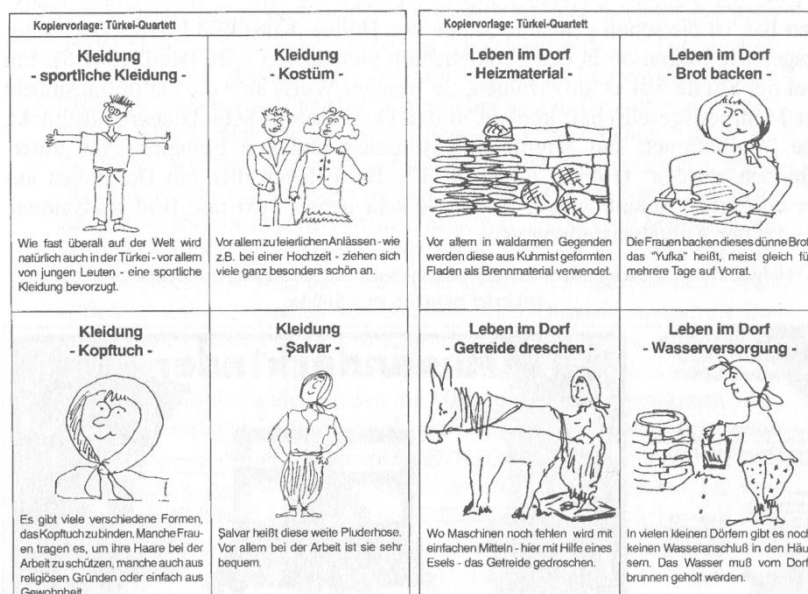 Kopiervorlage: Türkei-Quartett
Kleidung
- sportliche Kleidung -
Wie fast überall auf der Welt wird
natürlich auch in der Türkei - vor allem
von jungen Leuten - eine sportliche
Kleidung bevorzugt.
Kleidung
- Kostüm -
Vor allem zu feierlichen Anlässen - wie
z.B. bei einer Hochzeit - ziehen sich
viele ganz besonders schön an.
Kleidung
- Kopftuch -
Es gibt viele verschiedene Formen,
das Kopftuch zu binden. Manche Frau-
en tragen es, um ihre Haare bei der
Arbeit zu schützen, manche auch aus
religiösen Gründen oder einfach aus
Gewohnheit.
Kleidung
- Şalvar -
Şalvar heißt diese weite Pluderhose.
Vor allem bei der Arbeit ist sie sehr
bequem.
Kopiervorlage: Türkei-Quartett
Leben im Dorf
- Heizmaterial -
Vor allem in waldarmen Gegenden
werden diese aus Kuhmist geformten
Fladen als Brennmaterial verwendet.
Leben im Dorf
- Brot backen -
Die Frauen backen dieses dünne Brot,
das "Yufka" heißt, meist gleich für
mehrere Tage auf Vorrat.
Leben im Dorf
- Getreide dreschen -
Wo Maschinen noch fehlen wird mit
einfachen Mitteln - hier mit Hilfe eines
Esels - das Getreide gedroschen.
Leben im Dorf
- Wasserversorgung -
In vielen kleinen Dörfern gibt es noch
keinen Wasseranschluß in den Häu
sern. Das Wasser muß vom Dorf
brunnen geholt werden.